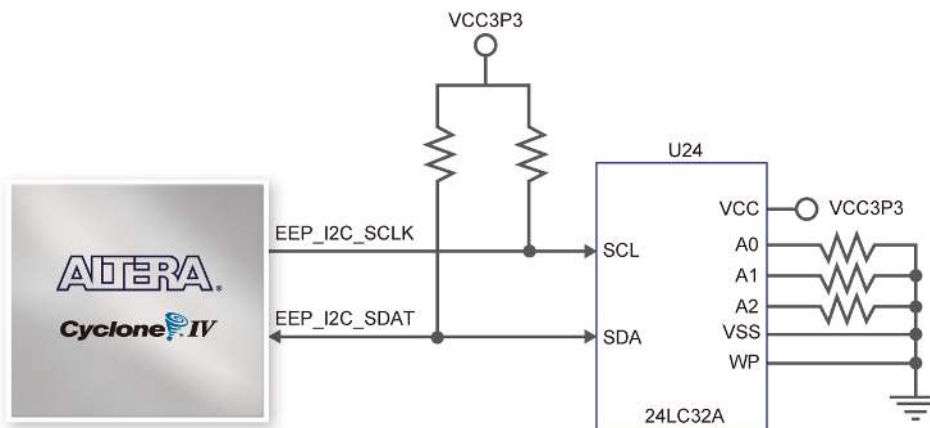 VCC3P3
U24
VCC
VCC3P3
EEP_I2C_SCLK
SCL
A0
A1
ALTERA®
A2
Cyclone IV
EEP_I2C_SDAT
SDA
VSS
WP
24LC32A